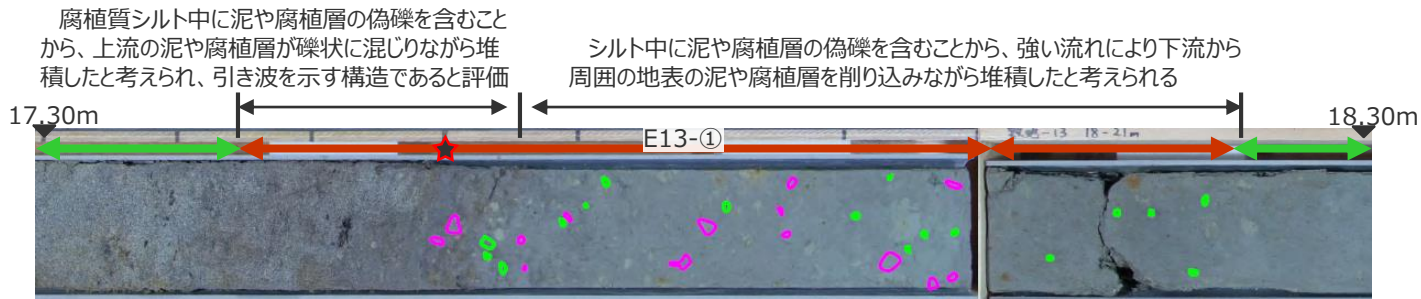 腐植質シルト中に泥や腐植層の偽礫を含むこと
から、上流の泥や腐植層が礫状に混じりながら堆
積したと考えられ、引き波を示す構造であると評価
シルト中に泥や腐植層の偽礫を含むことから、強い流れにより下流から
周囲の地表の泥や腐植層を削り込みながら堆積したと考えられる
17.30m
18.30m
E13-①
-13 18-21m